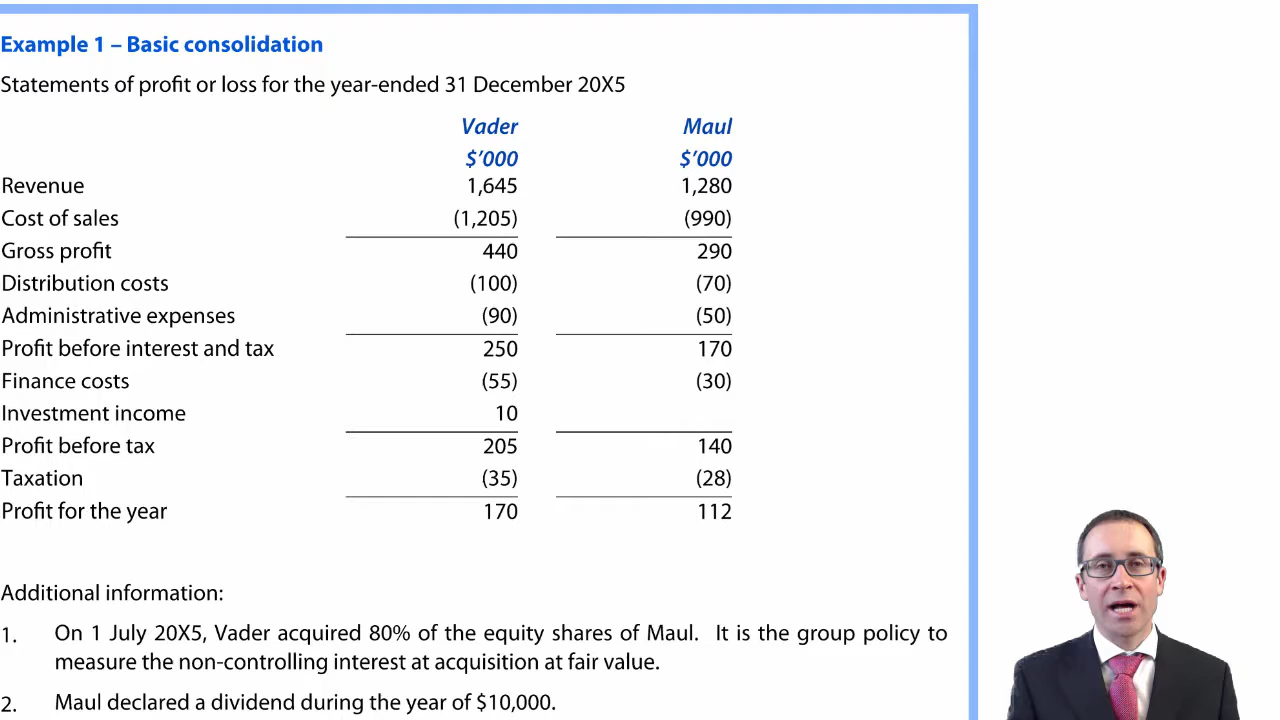 Example 1 – Basic consolidation
Statements of profit or loss for the year-ended 31 December 20X5
Vader Maul
$'000 $'000
Revenue 1,645 1,280
Cost of sales (1,205) (990)
Gross profit 440 290
Distribution costs (100) (70)
Administrative expenses (90) (50)
Profit before interest and tax 250 170
Finance costs (55) (30)
Investment income 10
Profit before tax 205 140
Taxation (35) (28)
Profit for the year 170 112
Additional information:
1. On 1 July 20X5, Vader acquired 80% of the equity shares of Maul. It is the group policy to
measure the non-controlling interest at acquisition at fair value.
2. Maul declared a dividend during the year of $10,000.